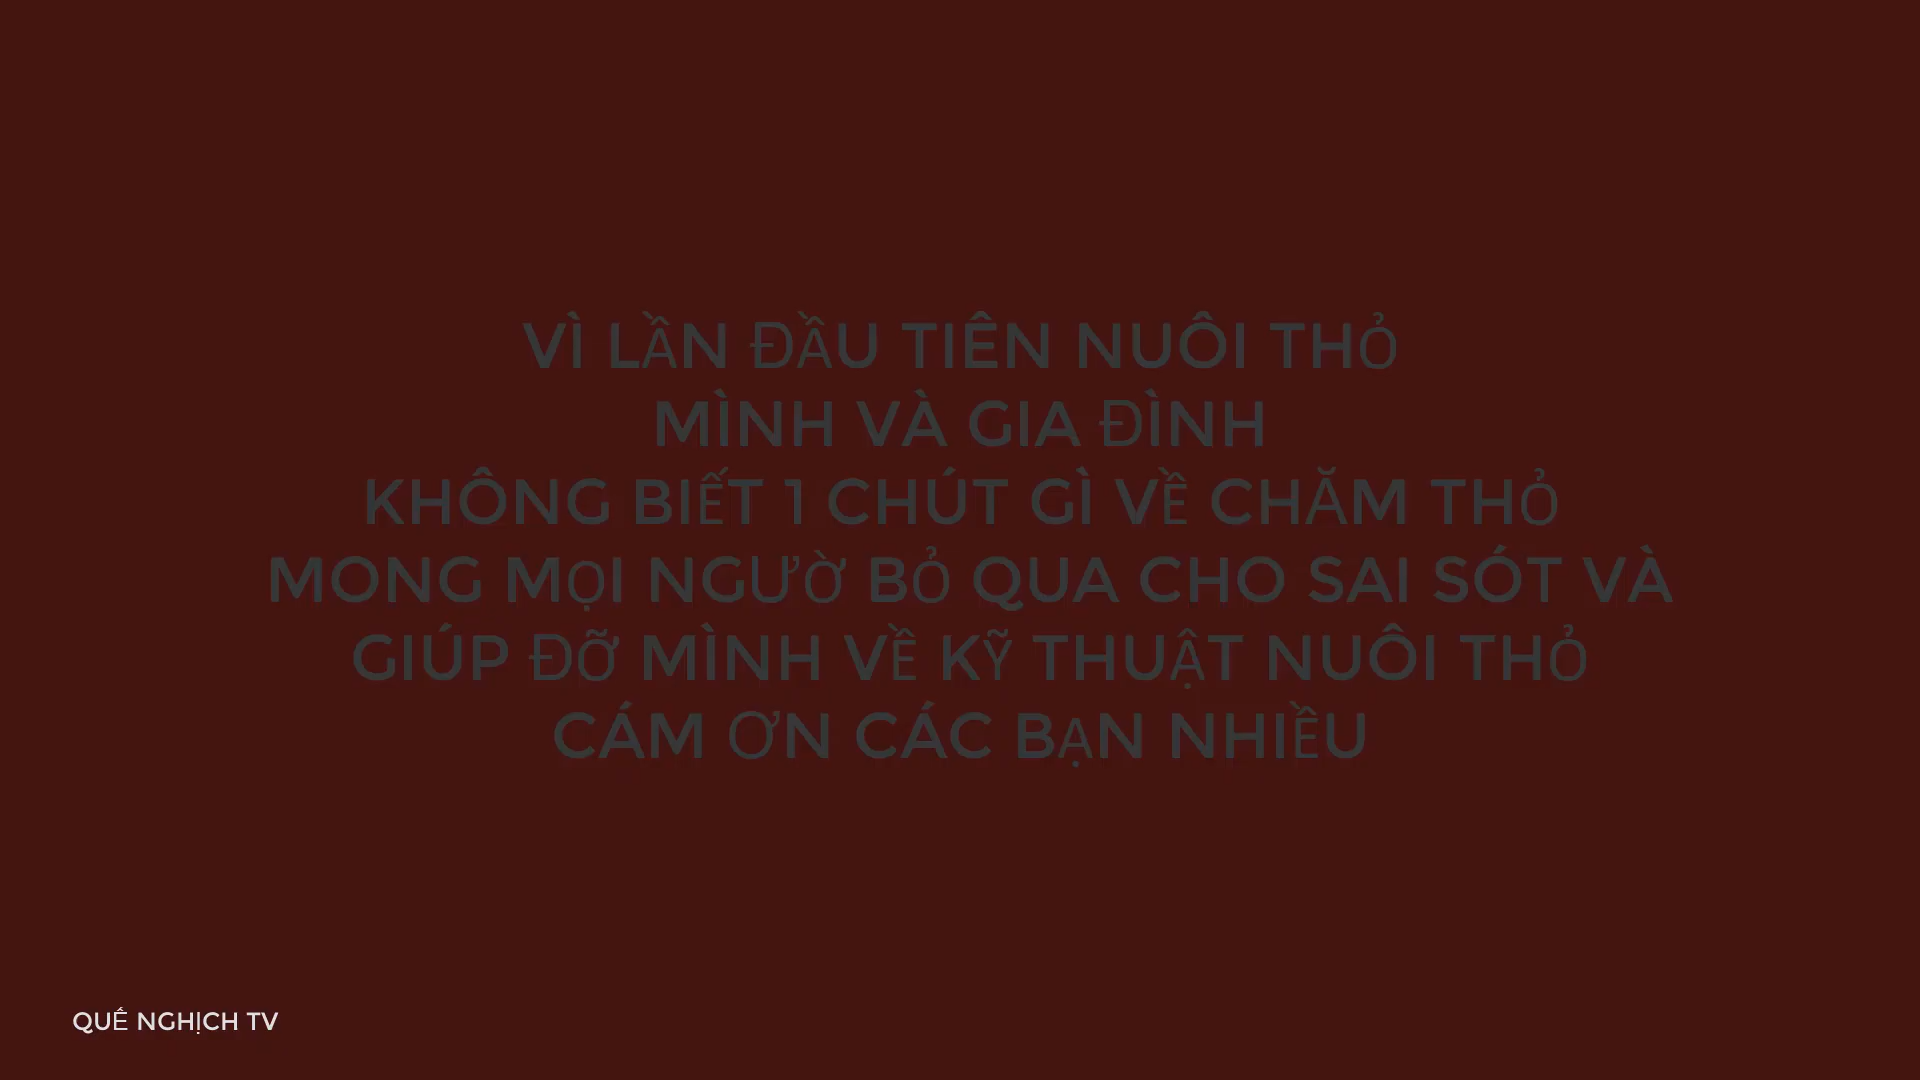 VÌ LẦN ĐẦU TIÊN NUÔI THỎ
MÌNH VÀ GIA ĐÌNH
KHÔNG BIẾT 1 CHÚT GÌ VỀ CHĂM THỎ
MONG MỌI NGƯỜ BỎ QUA CHO SAI SÓT VÀ
GIÚP ĐỠ MÌNH VỀ KỸ THUẬT NUÔI THỎ
CÁM ƠN CÁC BẠN NHIỀU
QUẾ NGHỊCH TV